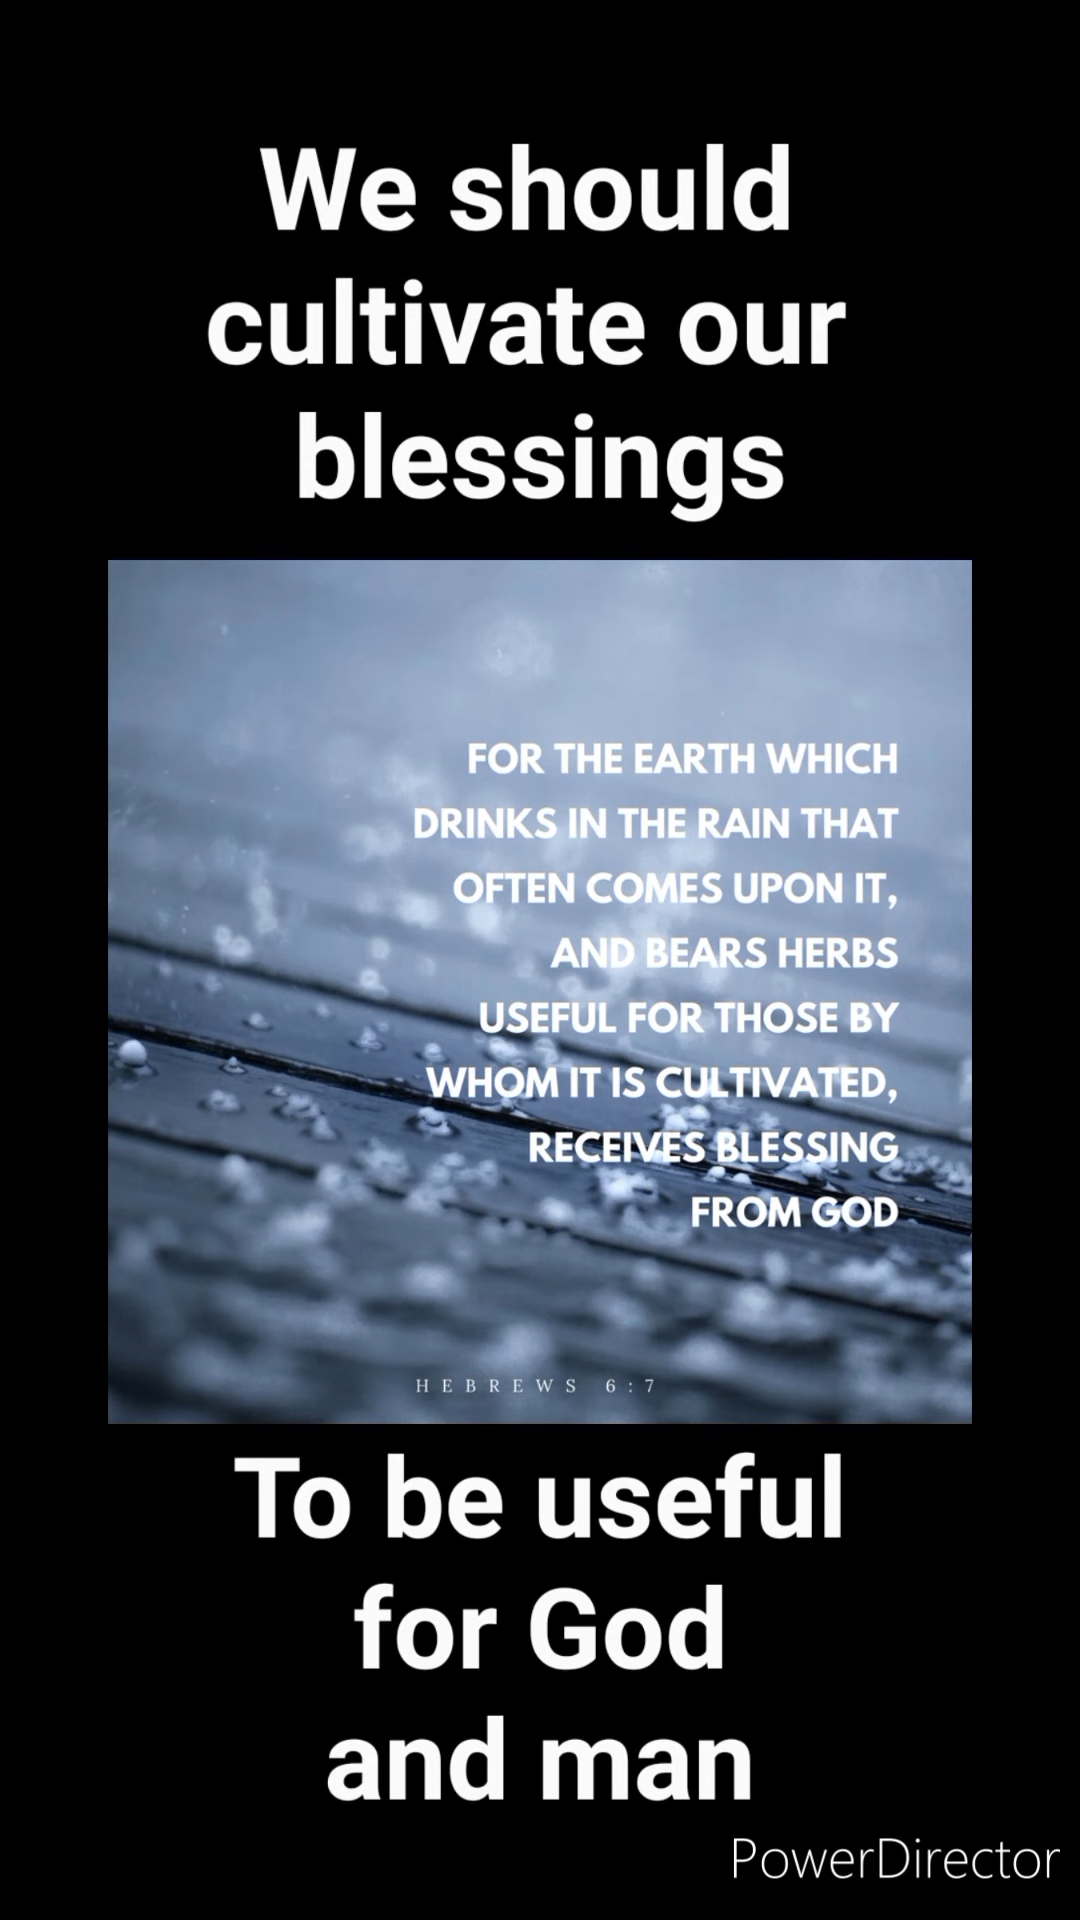 We should
cultivate our
blessings
FOR THE EARTH WHICH
DRINKS IN THE RAIN THAT
OFTEN COMES UPON IT,
AND BEARS HERBS
USEFUL FOR THOSE BY
WHOM IT IS CULTIVATED,
RECEIVES BLESSING
FROM GOD
HEBREWS 6:7
To be useful
for God
and man
PowerDirector